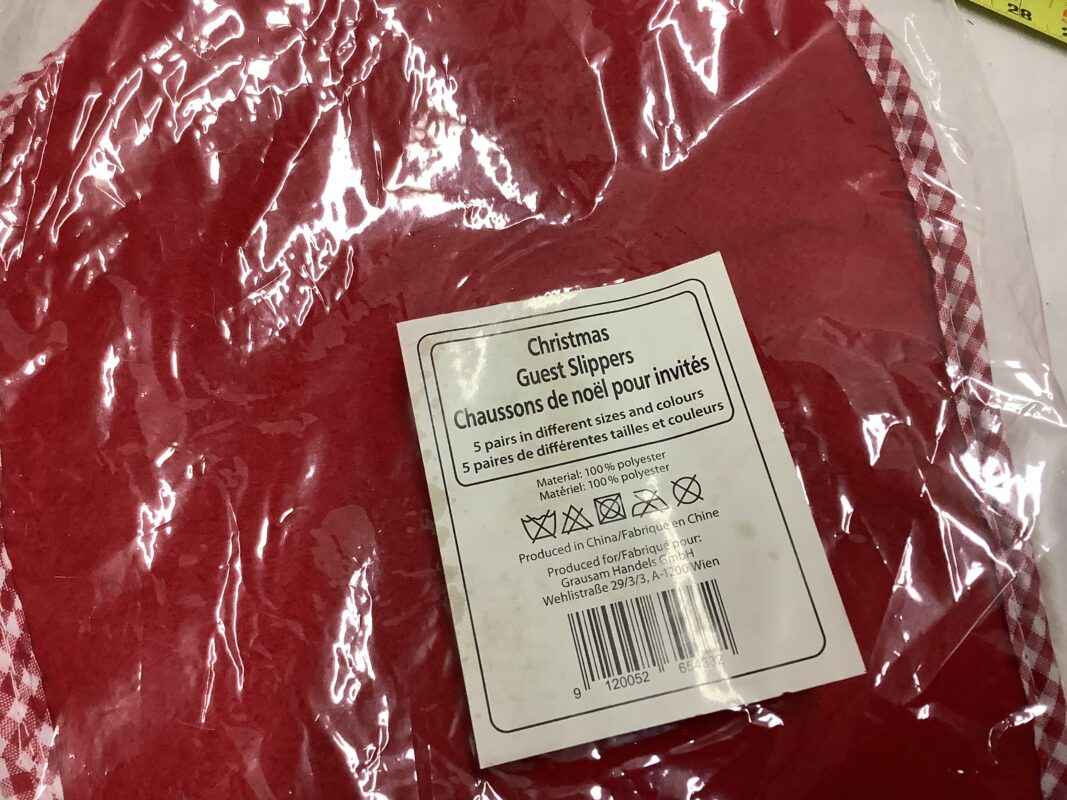 28
Christmas
Guest Slippers
Chaussons de noël pour invités
5 pairs in different sizes and colours
5 paires de différentes tailles et couleurs
Material: 100% polyester
Matériel: 100% polyester
Produced in China/Fabriqué en Chine
Produced for/Fabriqué pour:
Grausam Handels GmbH
Wehlistraße 29/3/3, A-1200 Wien
9 120052